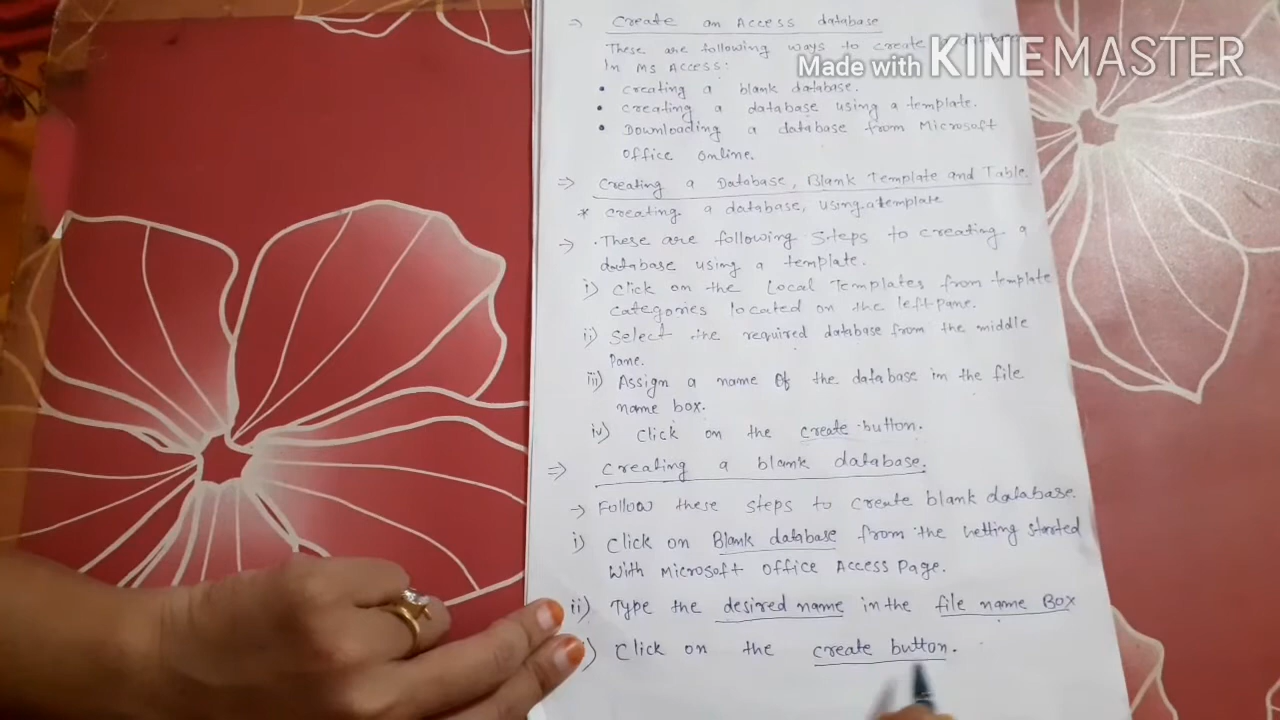 ⇒ Create an Access database
These are following ways to create
In MS Access:
• creating a blank database.
• creating a database using a template.
• Downloading a database from Microsoft
office online.
⇒ Creating a Database, Blank Template and Table.
* creating a database, using a template
→ These are following Steps to creating a
database using a template.
i) Click on the Local Templates from template
categories located on the left pane.
ii) Select the required database from the middle
Pane.
iii) Assign a name of the database in the file
name box.
iv) Click on the create button.
⇒ creating a blank database.
→ Follow these steps to create blank database.
i) Click on Blank database from the Getting started
With Microsoft office Access Page.
ii) Type the desired name in the file name Box
) Click on the create button.
Made with KINEMASTER